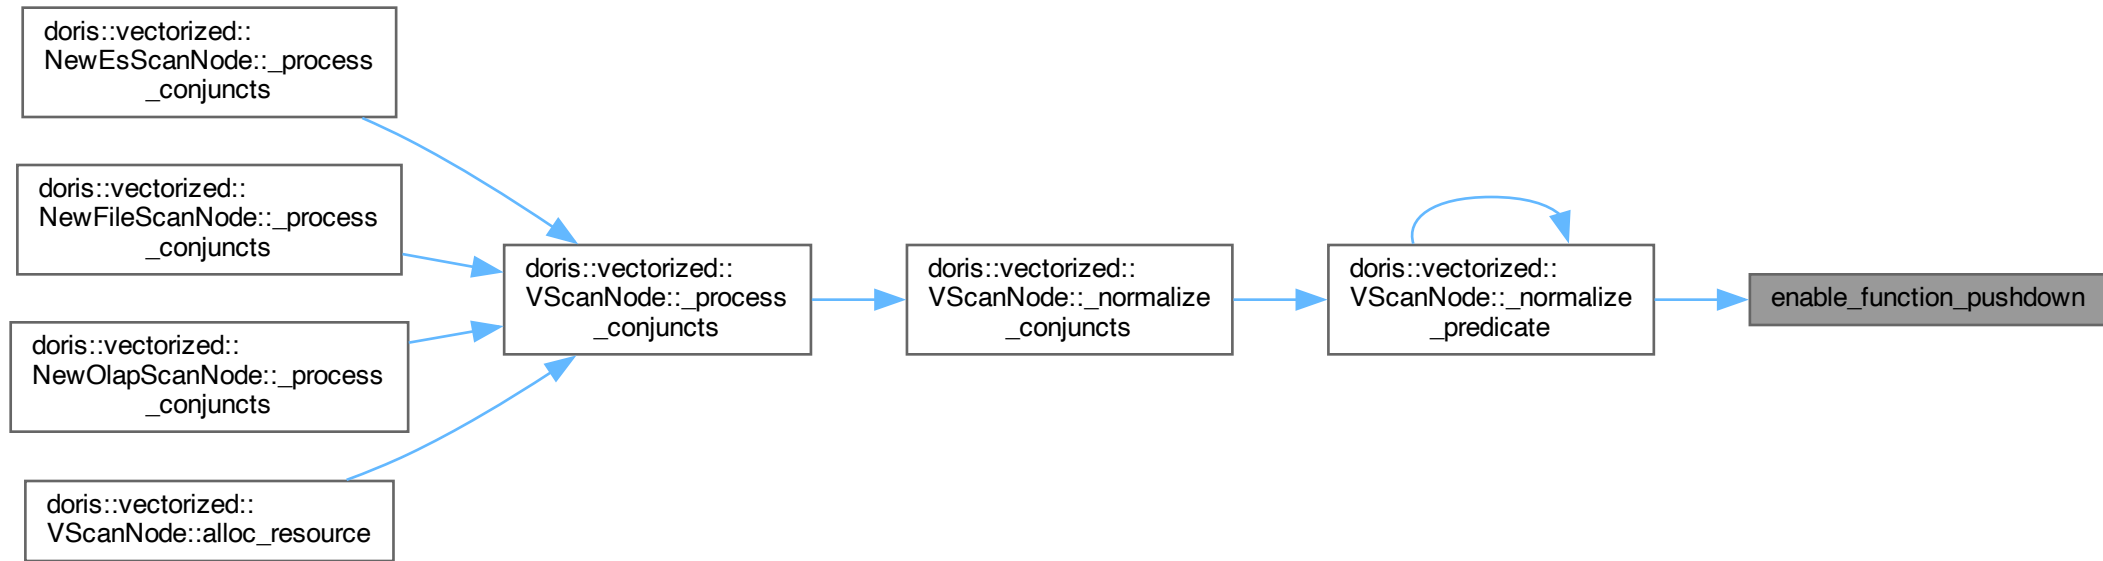 doris::vectorized::
NewEsScanNode::_process
_conjuncts
doris::vectorized::
NewFileScanNode::_process
_conjuncts
doris::vectorized::
NewOlapScanNode::_process
_conjuncts
doris::vectorized::
VScanNode::alloc_resource
doris::vectorized::
VScanNode::_process
_conjuncts
doris::vectorized::
VScanNode::_normalize
_conjuncts
doris::vectorized::
VScanNode::_normalize
_predicate
enable_function_pushdown